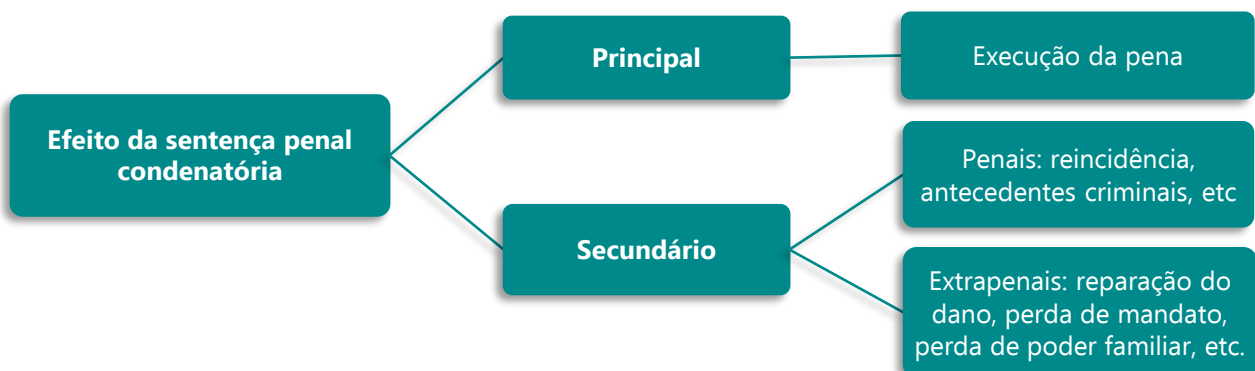 Efeito da sentença penal
condenatória
Principal
Execução da pena
Secundário
Penais: reincidência,
antecedentes criminais, etc
Extrapenais: reparação do
dano, perda de mandato,
perda de poder familiar, etc.